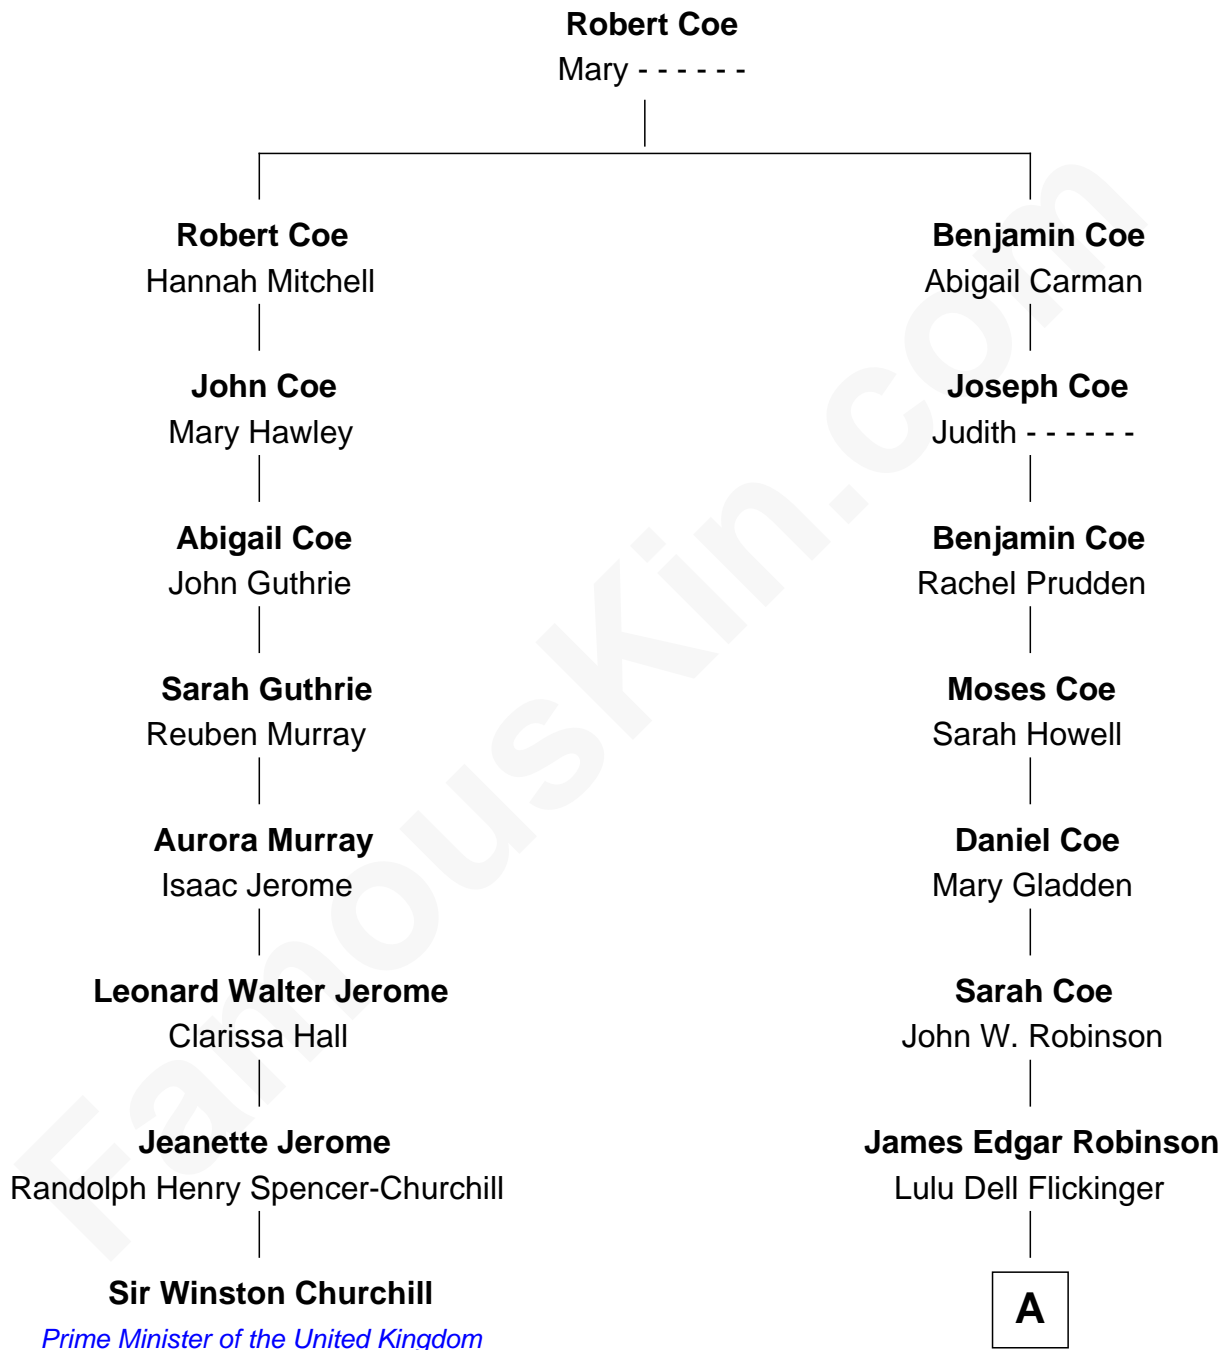 Robert Coe
Mary - - - - - -
Robert Coe
Hannah Mitchell
John Coe
Mary Hawley
Abigail Coe
John Guthrie
Sarah Guthrie
Reuben Murray
Aurora Murray
Isaac Jerome
Leonard Walter Jerome
Clarissa Hall
Jeanette Jerome
Randolph Henry Spencer-Churchill
Sir Winston Churchill
Prime Minister of the United Kingdom
Benjamin Coe
Abigail Carman
Joseph Coe
Judith - - - - - -
Benjamin Coe
Rachel Prudden
Moses Coe
Sarah Howell
Daniel Coe
Mary Gladden
Sarah Coe
John W. Robinson
James Edgar Robinson
Lulu Dell Flickinger
A
FamousKin.com